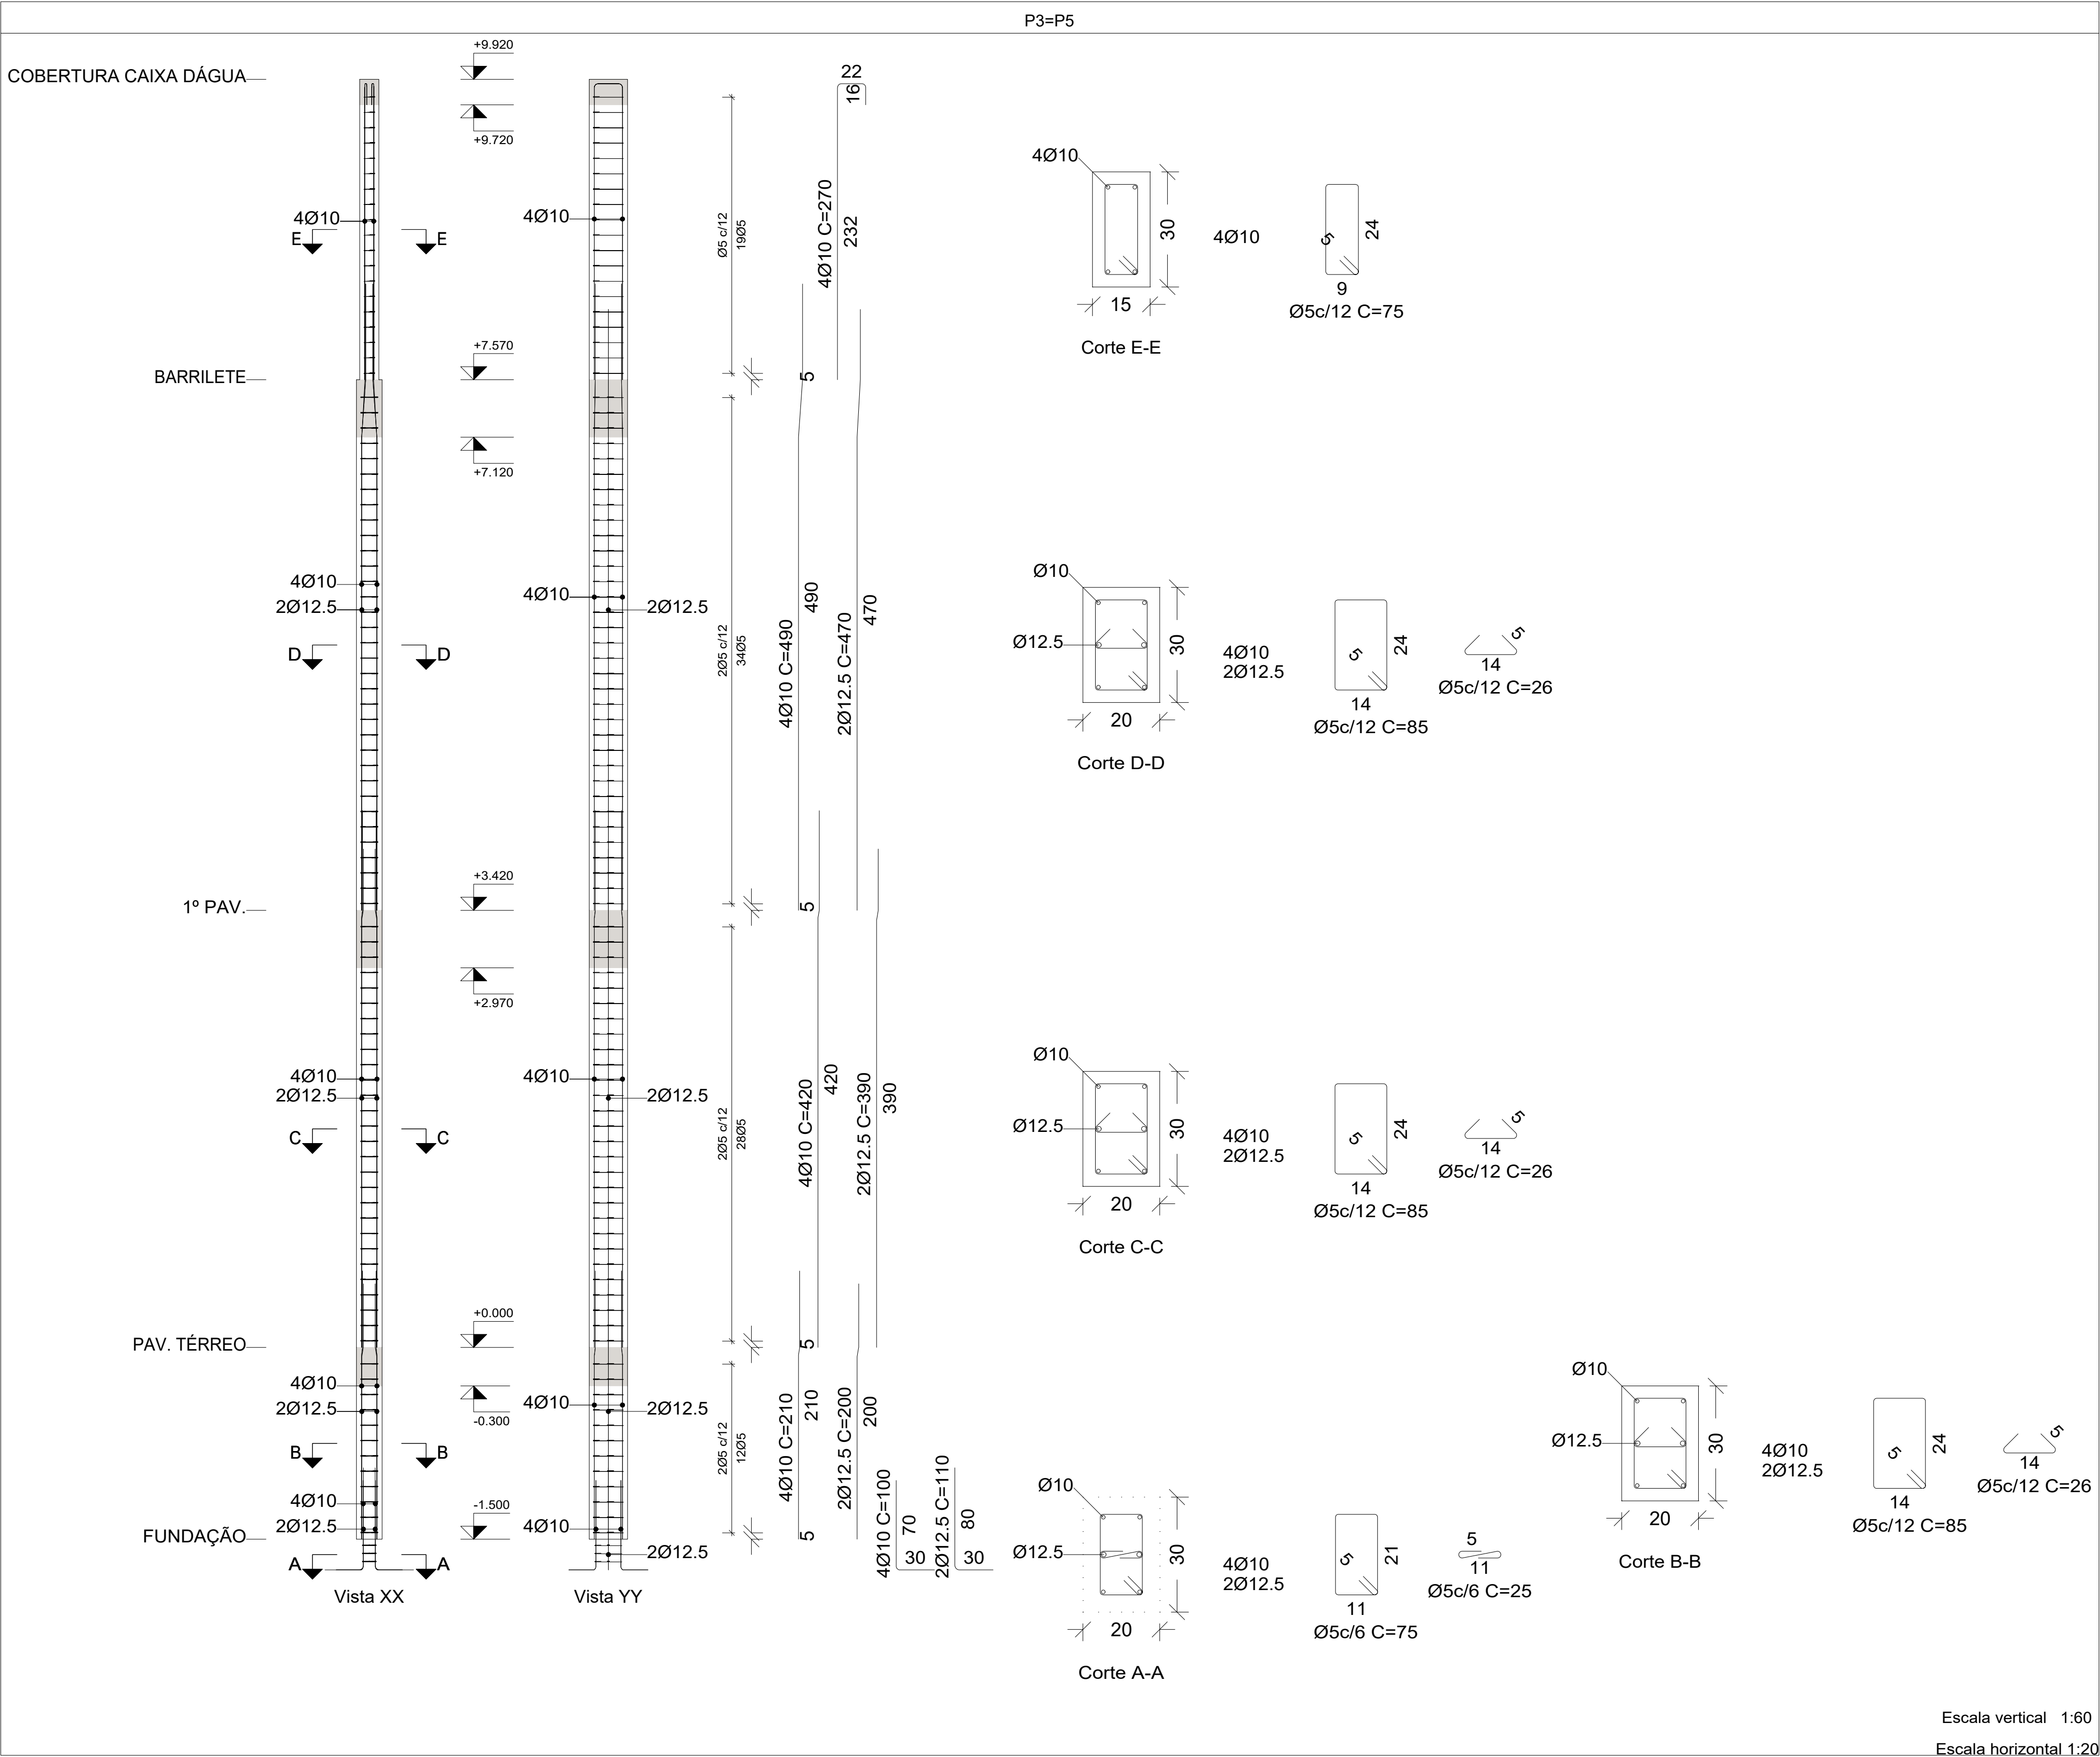 P3=P5
COBERTURA CAIXA DÁGUA
+9.920
+9.720
4Ø10
E
E
4Ø10
Ø5 c/12
19Ø5
22
16
4Ø10 C=270
232
4Ø10
30
15
Corte E-E
4Ø10
5
24
9
Ø5c/12 C=75
BARRILETE
+7.570
+7.120
5
4Ø10
2Ø12.5
D
D
4Ø10
2Ø12.5
2Ø5 c/12
34Ø5
4Ø10 C=490
490
2Ø12.5 C=470
470
Ø10
Ø12.5
30
20
Corte D-D
4Ø10
2Ø12.5
5
24
14
Ø5c/12 C=85
5
14
Ø5c/12 C=26
1º PAV.
+3.420
+2.970
5
4Ø10
2Ø12.5
C
C
4Ø10
2Ø12.5
2Ø5 c/12
28Ø5
4Ø10 C=420
420
2Ø12.5 C=390
390
Ø10
Ø12.5
30
20
Corte C-C
4Ø10
2Ø12.5
5
24
14
Ø5c/12 C=85
5
14
Ø5c/12 C=26
PAV. TÉRREO
+0.000
-0.300
5
4Ø10
2Ø12.5
B
B
4Ø10
2Ø12.5
2Ø5 c/12
12Ø5
4Ø10 C=210
210
2Ø12.5 C=200
200
Ø10
Ø12.5
30
20
Corte B-B
4Ø10
2Ø12.5
5
24
14
Ø5c/12 C=85
5
14
Ø5c/12 C=26
FUNDAÇÃO
-1.500
5
4Ø10
2Ø12.5
A
A
4Ø10
2Ø12.5
4Ø10 C=100
70
30
2Ø12.5 C=110
80
30
Ø10
Ø12.5
30
20
Corte A-A
4Ø10
2Ø12.5
5
21
11
Ø5c/6 C=75
5
11
Ø5c/6 C=25
Vista XX
Vista YY
Escala vertical 1:60
Escala horizontal 1:20